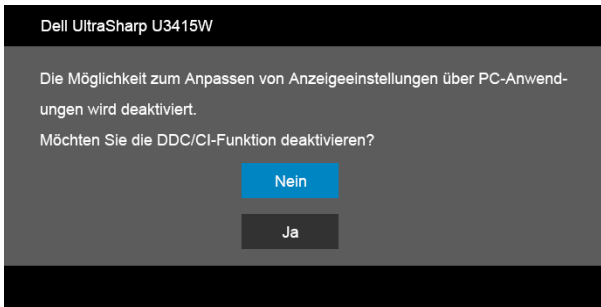 Dell UltraSharp U3415W
Die Möglichkeit zum Anpassen von Anzeigeeinstellungen über PC-Anwend-
ungen wird deaktiviert.
Möchten Sie die DDC/CI-Funktion deaktivieren?
Nein
Ja